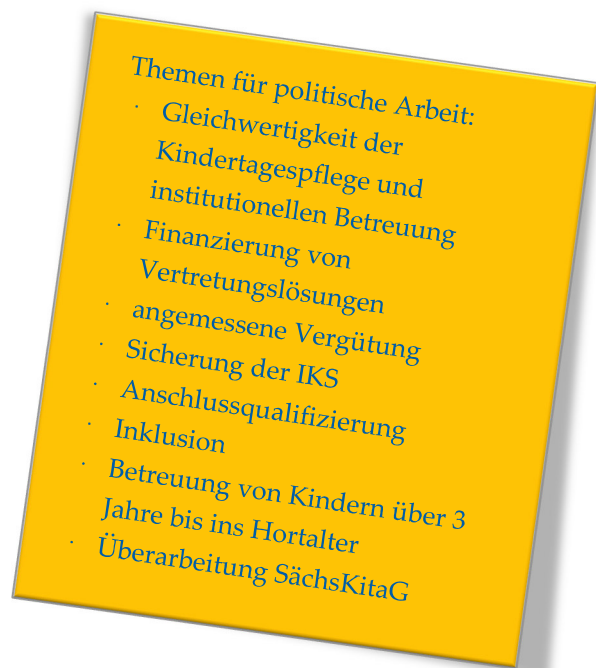 Themen für politische Arbeit:
· Gleichwertigkeit der
Kindertagespflege und
institutionellen Betreuung
· Finanzierung von
Vertretungslösungen
· angemessene Vergütung
· Sicherung der IKS
· Anschlussqualifizierung
· Inklusion
· Betreuung von Kindern über 3
Jahre bis ins Hortalter
· Überarbeitung SächsKitaG